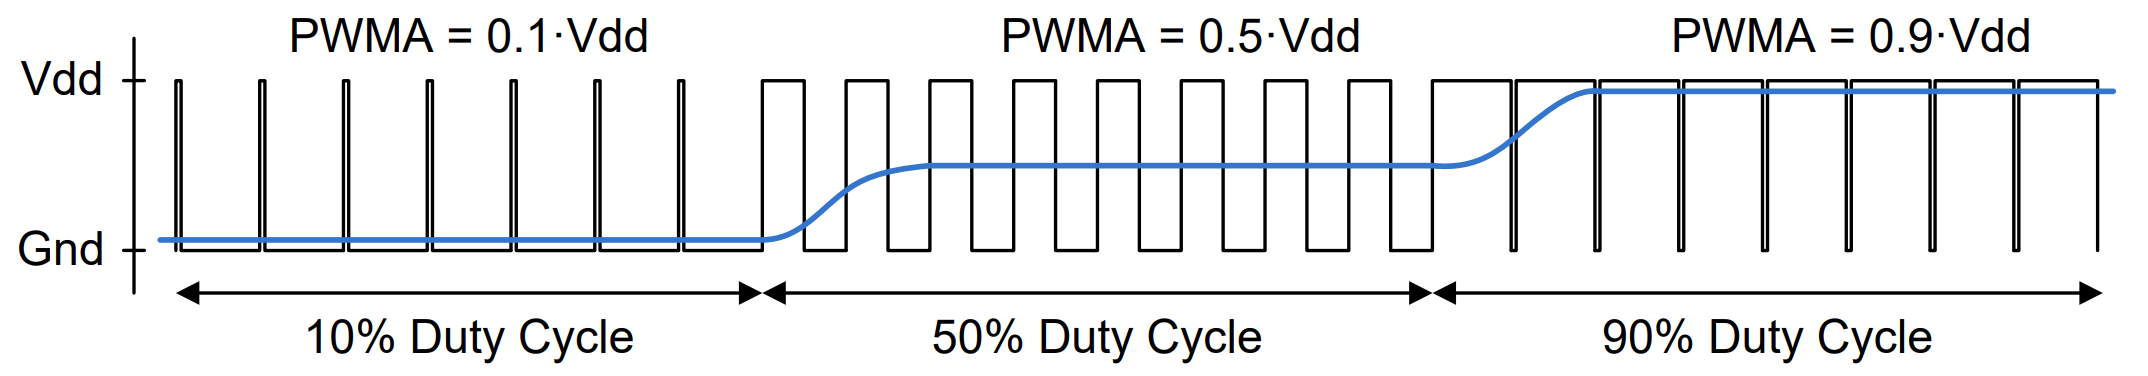 PWMA = 0.1·Vdd
PWMA = 0.5·Vdd
PWMA = 0.9·Vdd
Vdd
Gnd
10% Duty Cycle
50% Duty Cycle
90% Duty Cycle